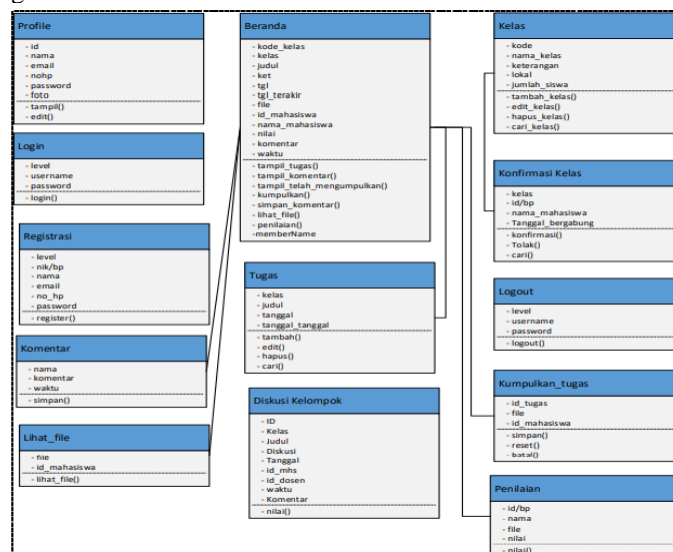 Profile
- id
- nama
- email
- nohp
- password
- foto
- tampil()
- edit()
Login
- level
- username
- password
- login()
Registrasi
- level
- nik/bp
- nama
- email
- no_hp
- password
- register()
Komentar
- nama
- komentar
- waktu
- simpan()
Lihat_file
- file
- id_mahasiswa
- lihat_file()
Beranda
- kode_kelas
- kelas
- judul
- ket
- tgl
- tgl_terakir
- file
- id_mahasiswa
- nama_mahasiswa
- nilai
- komentar
- waktu
- tampil_tugas()
- tampil_komentar()
- tampil_telah_mengumpulkan()
- kumpulkan()
- simpan_komentar()
- lihat_file()
- penilaian()
-memberName
Tugas
- kelas
- judul
- tanggal
- tanggal_tanggal
- tambah()
- edit()
- hapus()
- cari()
Diskusi Kelompok
- ID
- Kelas
- Judul
- Diskusi
- Tanggal
- id_mhs
- id_dosen
- waktu
- Komentar
- nilai()
Kelas
- kode
- nama_kelas
- keterangan
- lokal
- jumlah_siswa
- tambah_kelas()
- edit_kelas()
- hapus_kelas()
- cari_kelas()
Konfirmasi Kelas
- kelas
- id/bp
- nama_mahasiswa
- Tanggal_bergabung
- konfirmasi()
- Tolak()
- cari()
Logout
- level
- username
- password
- logout()
Kumpulkan_tugas
- id_tugas
- file
- id_mahasiswa
- simpan()
- reset()
- batal()
Penilaian
- id/bp
- nama
- file
- nilai
- nilai()